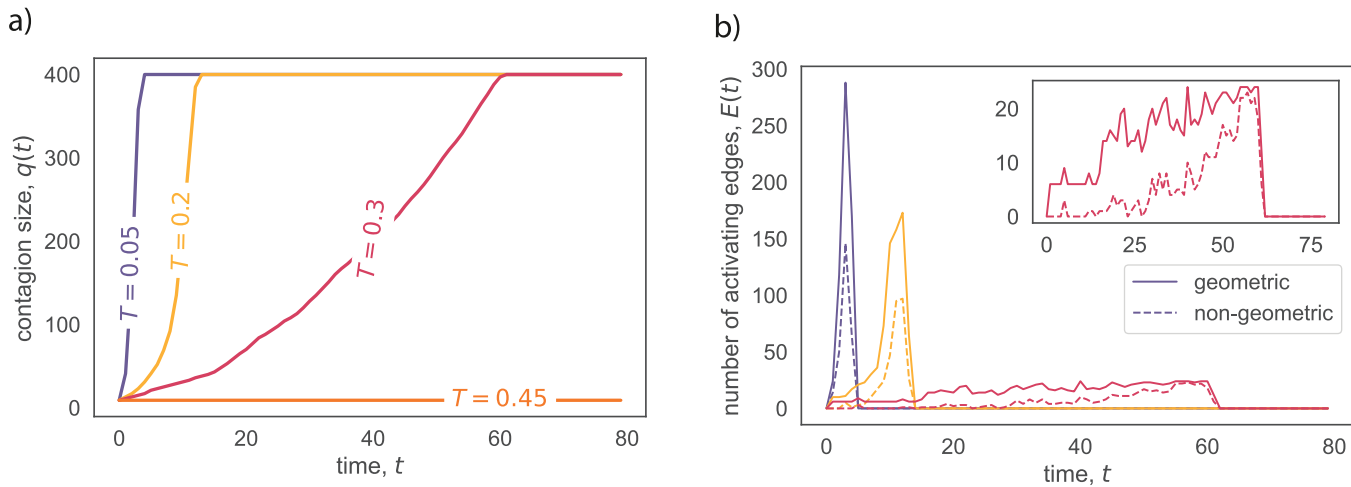 a)
400
300
200
100
0
contagion size, q(t)
T = 0.05
T = 0.2
T = 0.3
T = 0.45
0 20 40 60 80
time, t
b)
300
250
200
150
100
50
0
number of activating edges, E(t)
20
10
0
0 25 50 75
geometric
non-geometric
0 20 40 60 80
time, t